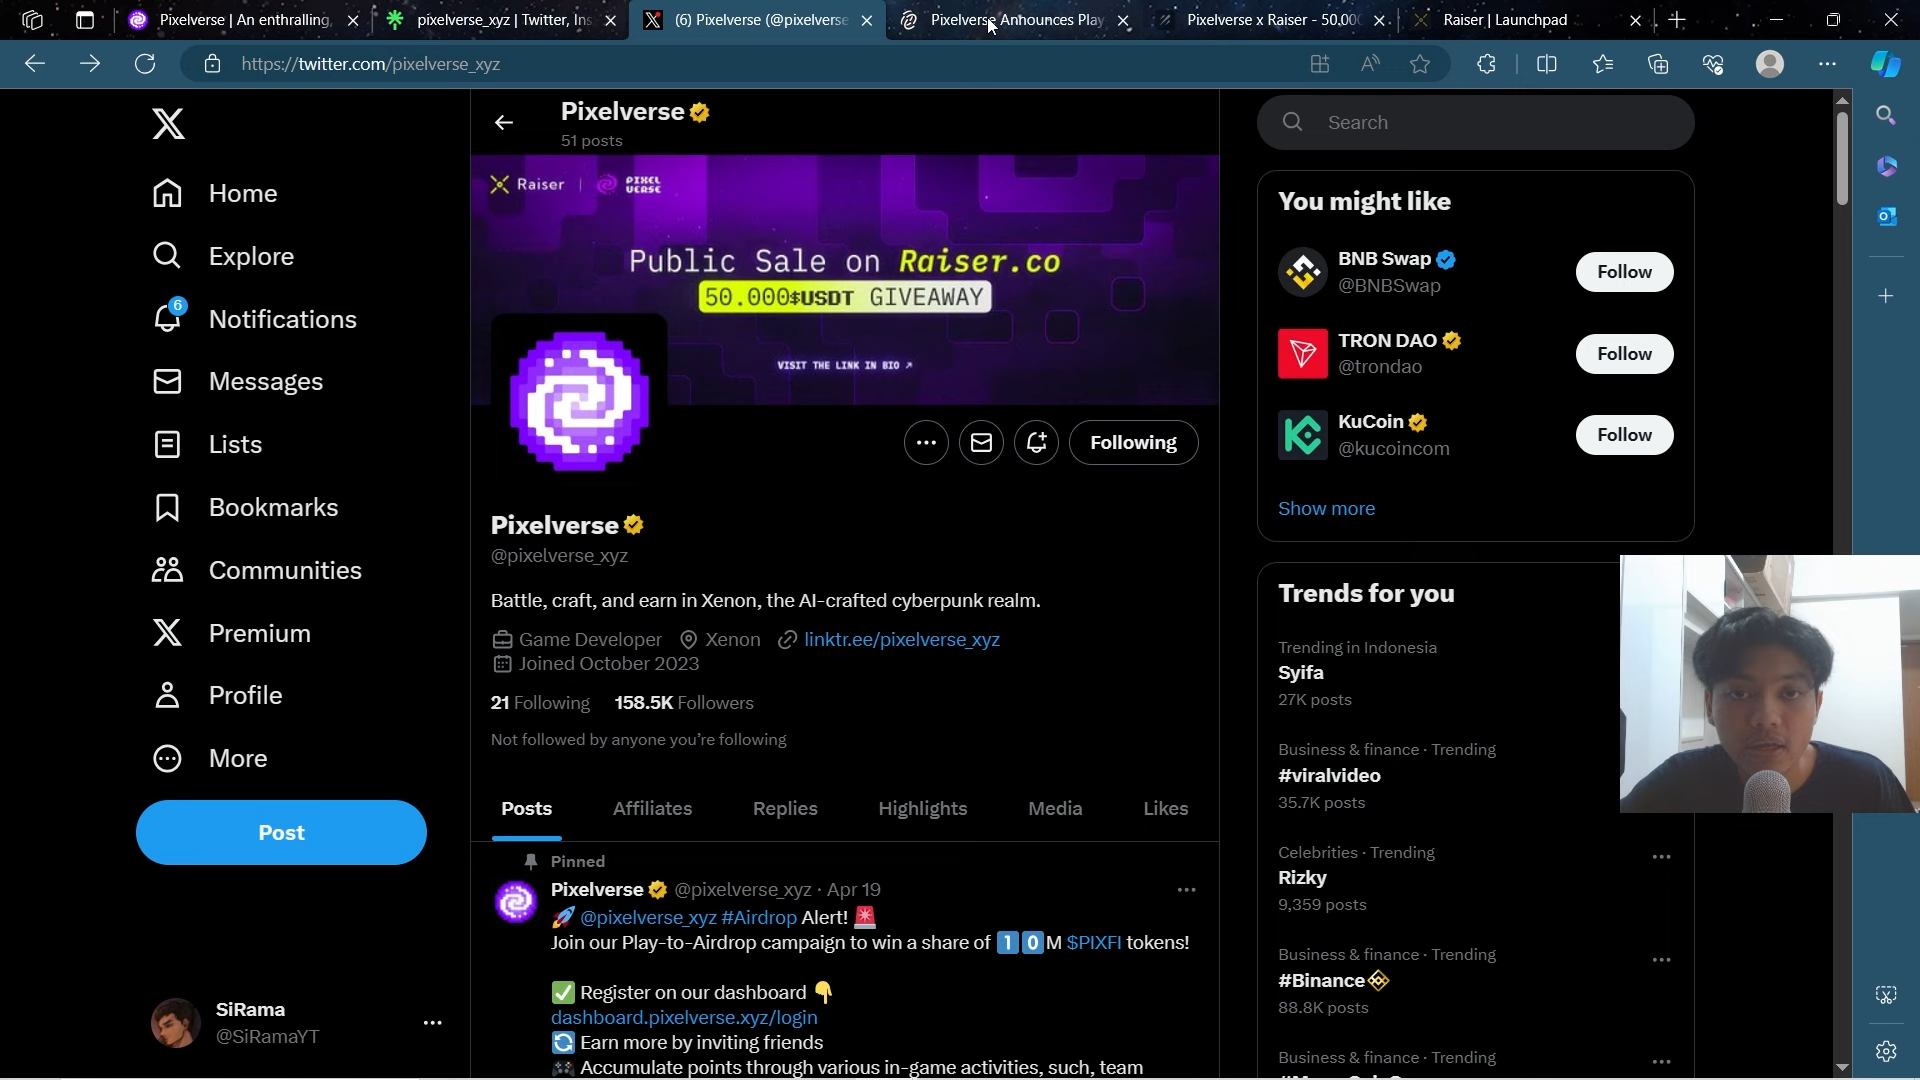 Pixelverse | An enthralling
pixelverse_xyz | Twitter, Ins
(6) Pixelverse (@pixelverse
Pixelverse Announces Play
Pixelverse x Raiser - 50,000
Raiser | Launchpad
https://twitter.com/pixelverse_xyz
Home
Explore
6
Notifications
Messages
Lists
Bookmarks
Communities
Premium
Profile
More
Post
SiRama
@SiRamaYT
Pixelverse
51 posts
Raiser | PIXEL VERSE
Public Sale on Raiser.co
50.000$USDT GIVEAWAY
VISIT THE LINK IN BIO ↗
Following
Pixelverse
@pixelverse_xyz
Battle, craft, and earn in Xenon, the AI-crafted cyberpunk realm.
Game Developer Xenon linktr.ee/pixelverse_xyz
Joined October 2023
21 Following 158.5K Followers
Not followed by anyone you're following
Posts Affiliates Replies Highlights Media Likes
Pinned
Pixelverse @pixelverse_xyz · Apr 19
🚀 @pixelverse_xyz #Airdrop Alert! 🚨
Join our Play-to-Airdrop campaign to win a share of 1️⃣0️⃣M $PIXFI tokens!
✅ Register on our dashboard 👇
dashboard.pixelverse.xyz/login
🔄 Earn more by inviting friends
🎮 Accumulate points through various in-game activities, such, team
Search
You might like
BNB Swap
@BNBSwap
Follow
TRON DAO
@trondao
Follow
KuCoin
@kucoincom
Follow
Show more
Trends for you
Trending in Indonesia
Syifa
27K posts
Business & finance · Trending
#viralvideo
35.7K posts
Celebrities · Trending
Rizky
9,359 posts
Business & finance · Trending
#Binance
88.8K posts
Business & finance · Trending